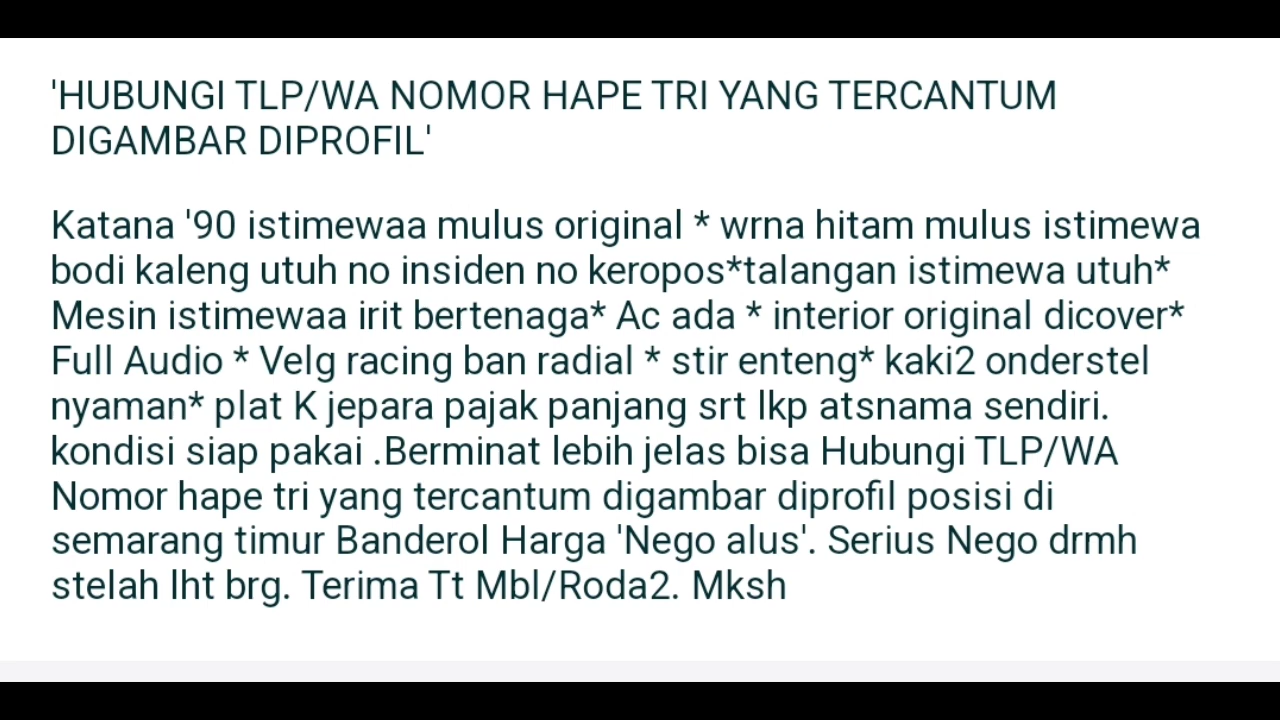 'HUBUNGI TLP/WA NOMOR HAPE TRI YANG TERCANTUM
DIGAMBAR DIPROFIL'
Katana '90 istimewaa mulus original * wrna hitam mulus istimewa
bodi kaleng utuh no insiden no keropos*talangan istimewa utuh*
Mesin istimewaa irit bertenaga* Ac ada * interior original dicover*
Full Audio * Velg racing ban radial * stir enteng* kaki2 onderstel
nyaman* plat K jepara pajak panjang srt lkp atsnama sendiri.
kondisi siap pakai .Berminat lebih jelas bisa Hubungi TLP/WA
Nomor hape tri yang tercantum digambar diprofil posisi di
semarang timur Banderol Harga 'Nego alus'. Serius Nego drmh
stelah lht brg. Terima Tt Mbl/Roda2. Mksh